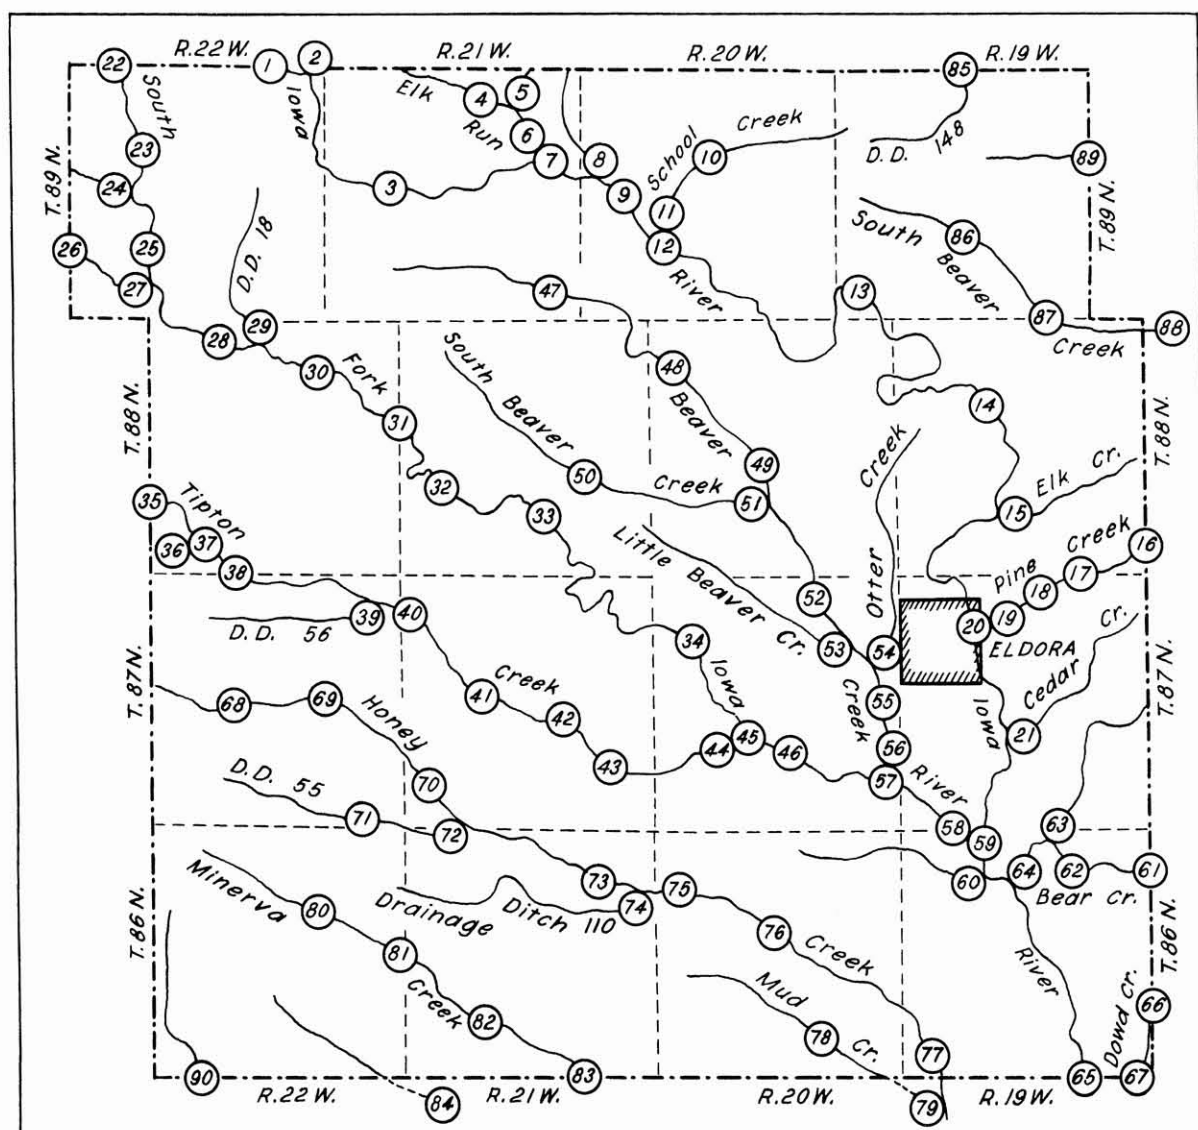 R.22W.
R.21W.
R.20W.
R.19W.
22
1
2
85
South
Iowa
Elk
4
5
Run
6
7
8
School
10
Creek
D.D. 148
89
23
T.89N.
24
3
9
11
12
T.89N.
South
86
Beaver
26
25
D.D. 18
27
47
River
13
87
88
Creek
28
29
30
Fork
South
48
Beaver
14
T.88N.
31
Beaver
49
Creek
Elk Cr.
T.88N.
32
50
Creek
51
35
Tipton
33
15
36
37
38
Little
Beaver
Cr.
Otter
Pine
Creek
16
17
18
52
19
20
ELDORA
D.D. 56
39
40
34
53
54
Cedar
Cr.
T.87N.
Creek
41
42
Iowa
Creek
55
Iowa
21
T.87N.
68
69
Honey
43
44
45
46
56
57
River
D.D. 55
70
71
72
58
59
63
Minerva
73
60
64
62
61
Bear Cr.
T.86N.
80
Drainage
Ditch 110
74
75
76
Creek
River
T.86N.
81
Creek
82
Mud
78
Cr.
77
Dowd Cr.
66
90
83
65
67
R.22W.
84
R.21W.
R.20W.
79
R.19W.